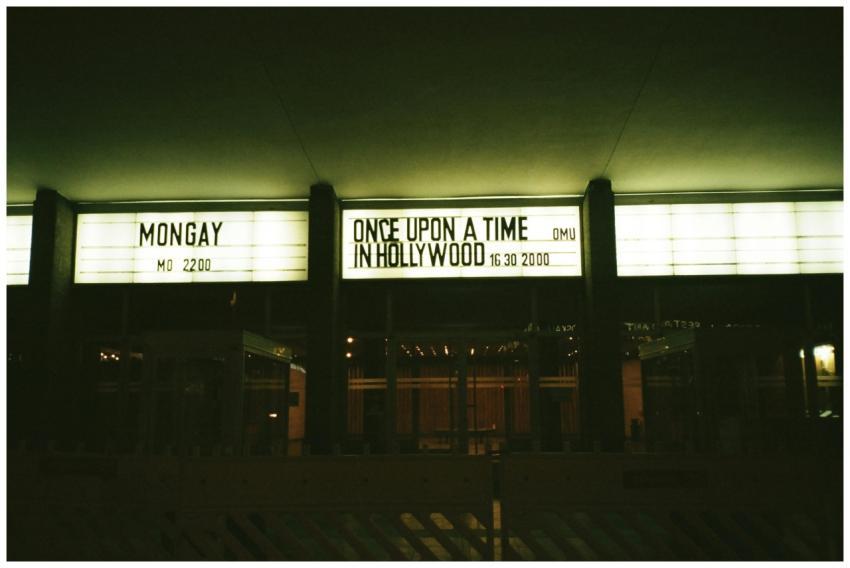 MONGAY
MO 2200
ONCE UPON A TIME OMU
IN HOLLYWOOD 16 30 2000